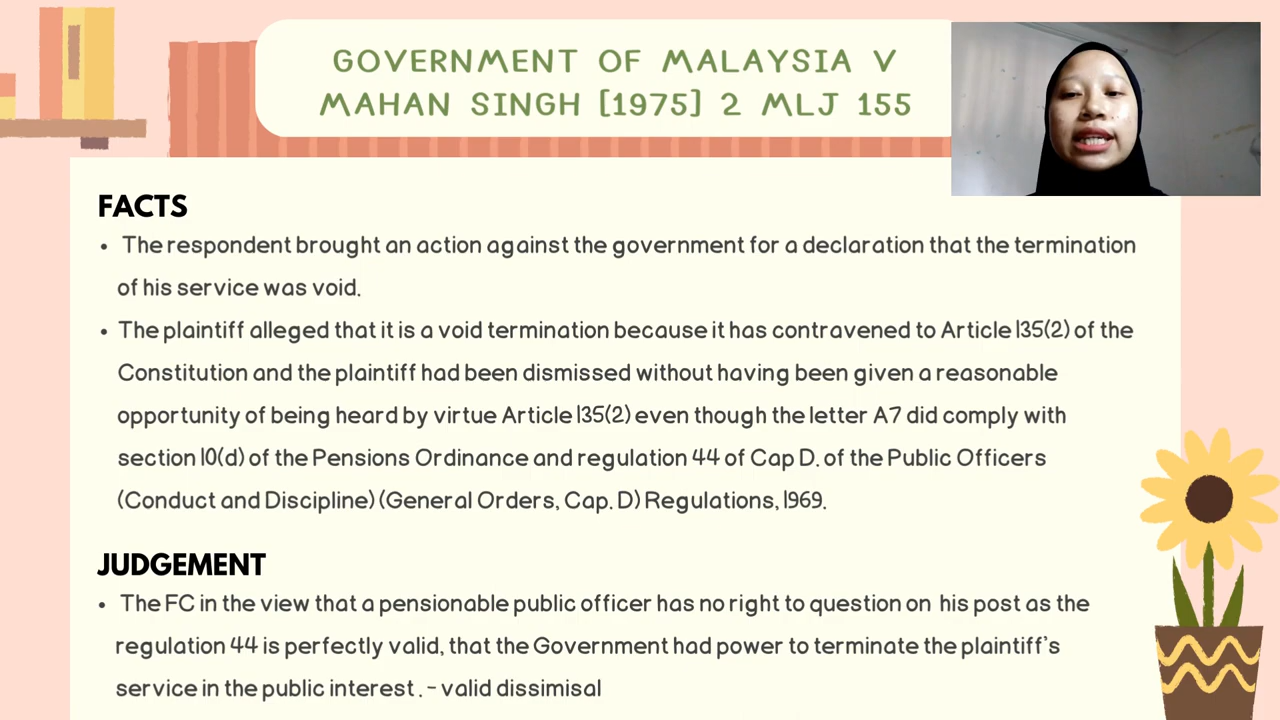 GOVERNMENT OF MALAYSIA V
MAHAN SINGH [1975] 2 MLJ 155
FACTS
• The respondent brought an action against the government for a declaration that the termination
of his service was void.
• The plaintiff alleged that it is a void termination because it has contravened to Article 135(2) of the
Constitution and the plaintiff had been dismissed without having been given a reasonable
opportunity of being heard by virtue Article 135(2) even though the letter A7 did comply with
section 10(d) of the Pensions Ordinance and regulation 44 of Cap D. of the Public Officers
(Conduct and Discipline) (General Orders, Cap. D) Regulations, 1969.
JUDGEMENT
• The FC in the view that a pensionable public officer has no right to question on his post as the
regulation 44 is perfectly valid, that the Government had power to terminate the plaintiff's
service in the public interest . - valid dissimisal